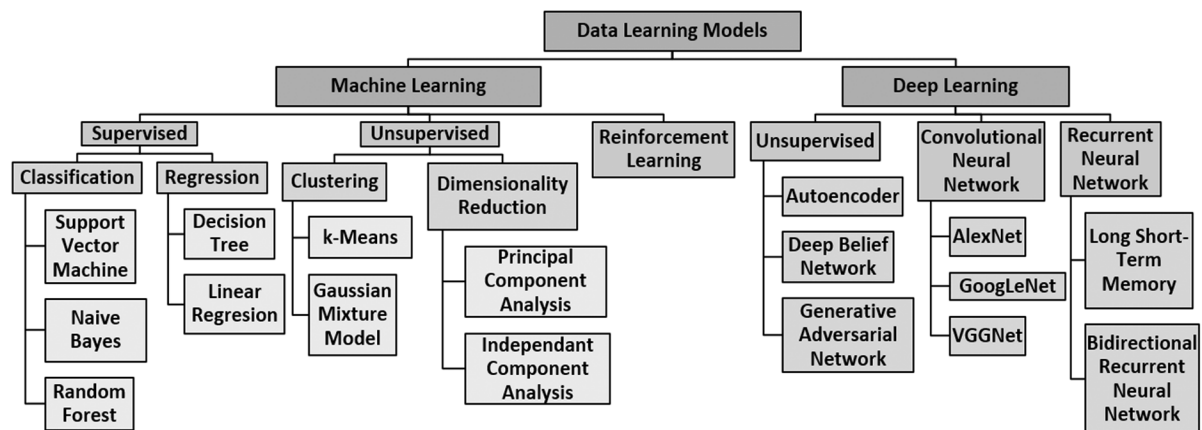 Data Learning Models
Machine Learning
Deep Learning
Supervised
Unsupervised
Reinforcement
Learning
Unsupervised
Convolutional
Neural
Network
Recurrent
Neural
Network
Classification
Regression
Clustering
Dimensionality
Reduction
Support
Vector
Machine
Naive
Bayes
Random
Forest
Decision
Tree
Linear
Regresion
k-Means
Gaussian
Mixture
Model
Principal
Component
Analysis
Independant
Component
Analysis
Autoencoder
Deep Belief
Network
Generative
Adversarial
Network
AlexNet
GoogLeNet
VGGNet
Long Short-
Term
Memory
Bidirectional
Recurrent
Neural
Network